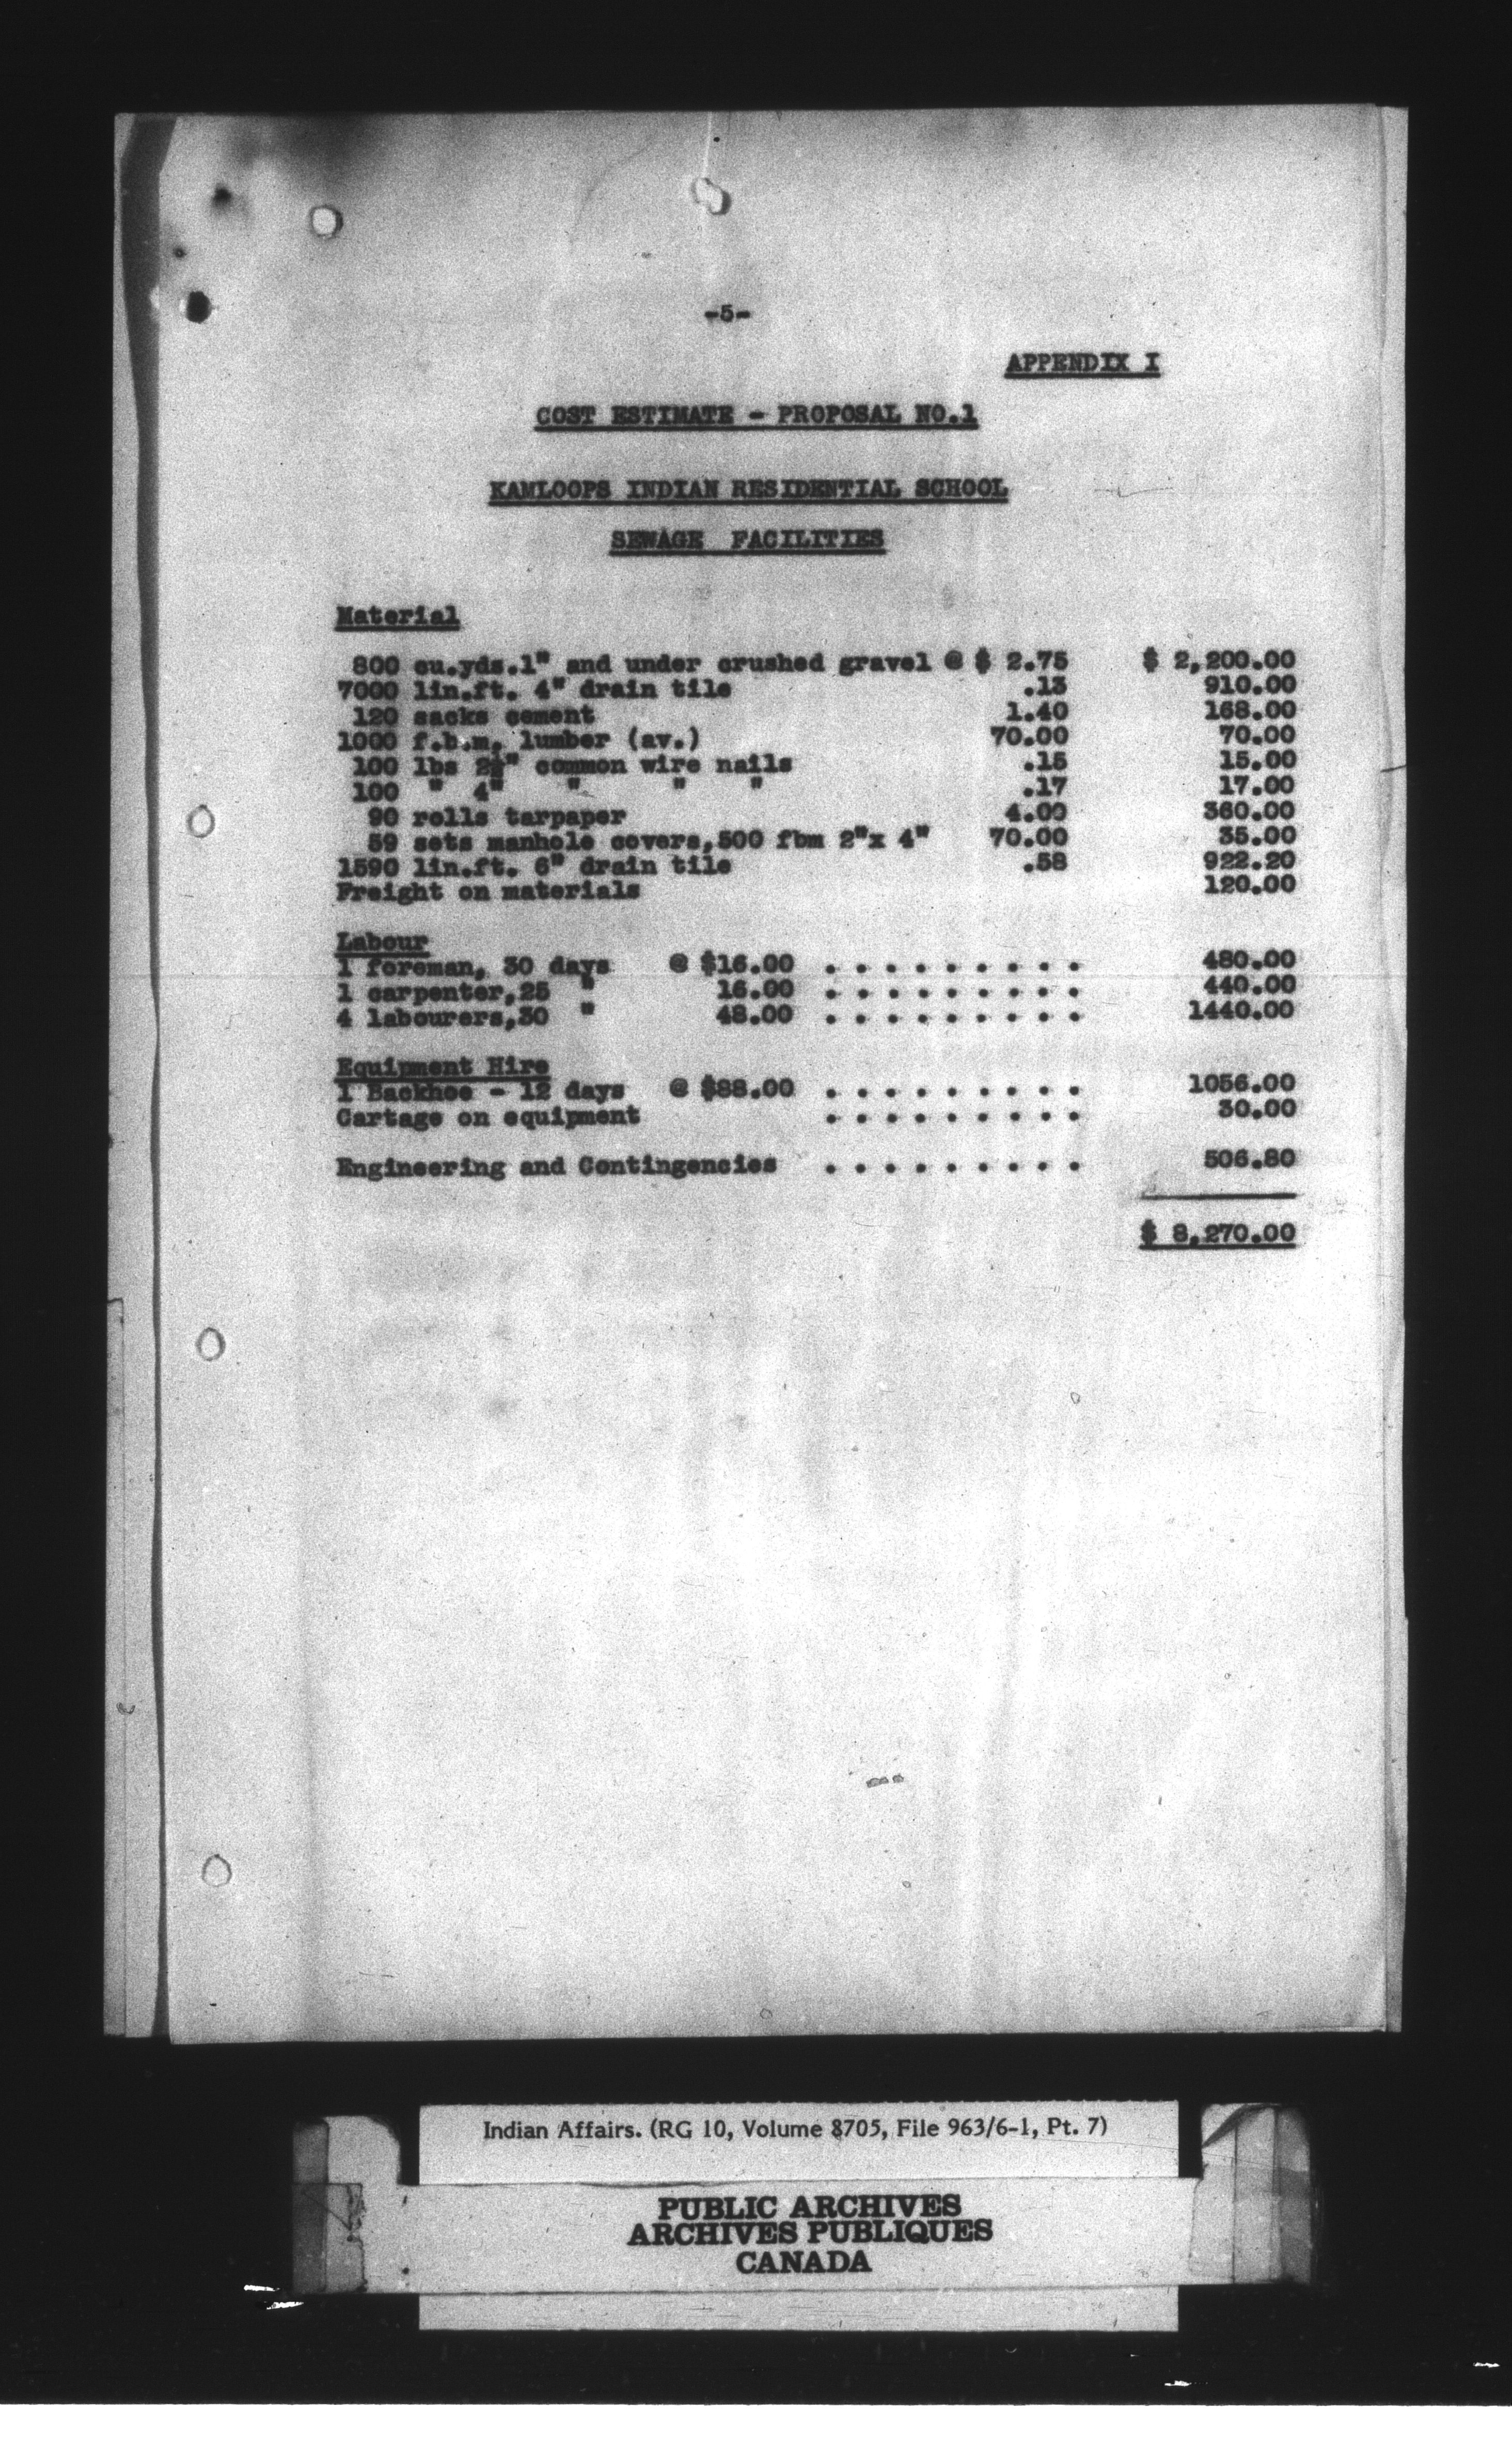 -5-
APPENDIX I
COST ESTIMATE - PROPOSAL NO.1
KAMLOOPS INDIAN RESIDENTIAL SCHOOL
SEWAGE FACILITIES
Material
800 cu.yds.1" and under crushed gravel @ $ 2.75 $ 2,200.00
7000 lin.ft. 4" drain tile .13 910.00
120 sacks cement 1.40 168.00
1000 f.b.m. lumber (av.) 70.00 70.00
100 lbs 2½" common wire nails .15 15.00
100 " 4" " " " .17 17.00
90 rolls tarpaper 4.00 360.00
59 sets manhole covers,500 fbm 2"x 4" 70.00 35.00
1590 lin.ft. 6" drain tile .58 922.20
Freight on materials 120.00
Labour
1 foreman, 30 days @ $16.00 . . . . . . . . . 480.00
1 carpenter,25 " 16.00 . . . . . . . . . 440.00
4 labourers,30 " 48.00 . . . . . . . . . 1440.00
Equipment Hire
1 Backhoe - 12 days @ $88.00 . . . . . . . . . 1056.00
Cartage on equipment . . . . . . . . . 30.00
Engineering and Contingencies . . . . . . . . . 506.80
$ 8,270.00
Indian Affairs. (RG 10, Volume 8705, File 963/6-1, Pt. 7)
PUBLIC ARCHIVES
ARCHIVES PUBLIQUES
CANADA